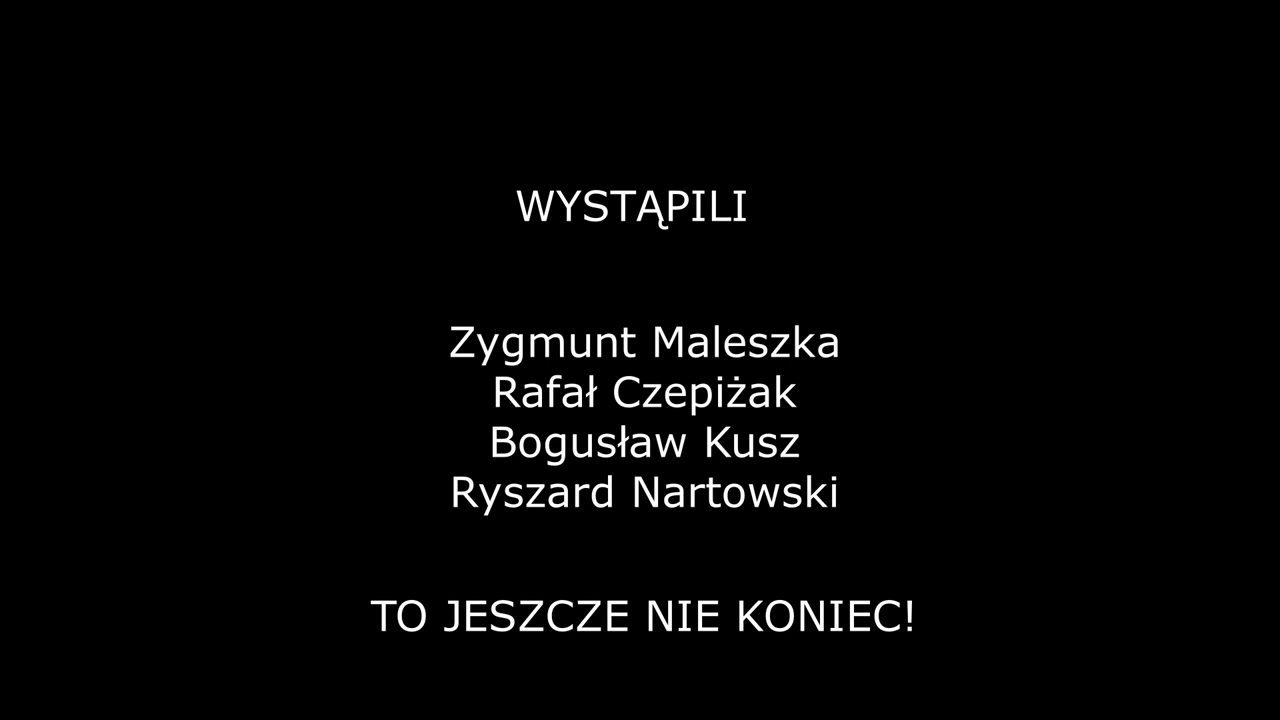 WYSTĄPILI
Zygmunt Maleszka
Rafał Czepiżak
Bogusław Kusz
Ryszard Nartowski
TO JESZCZE NIE KONIEC!